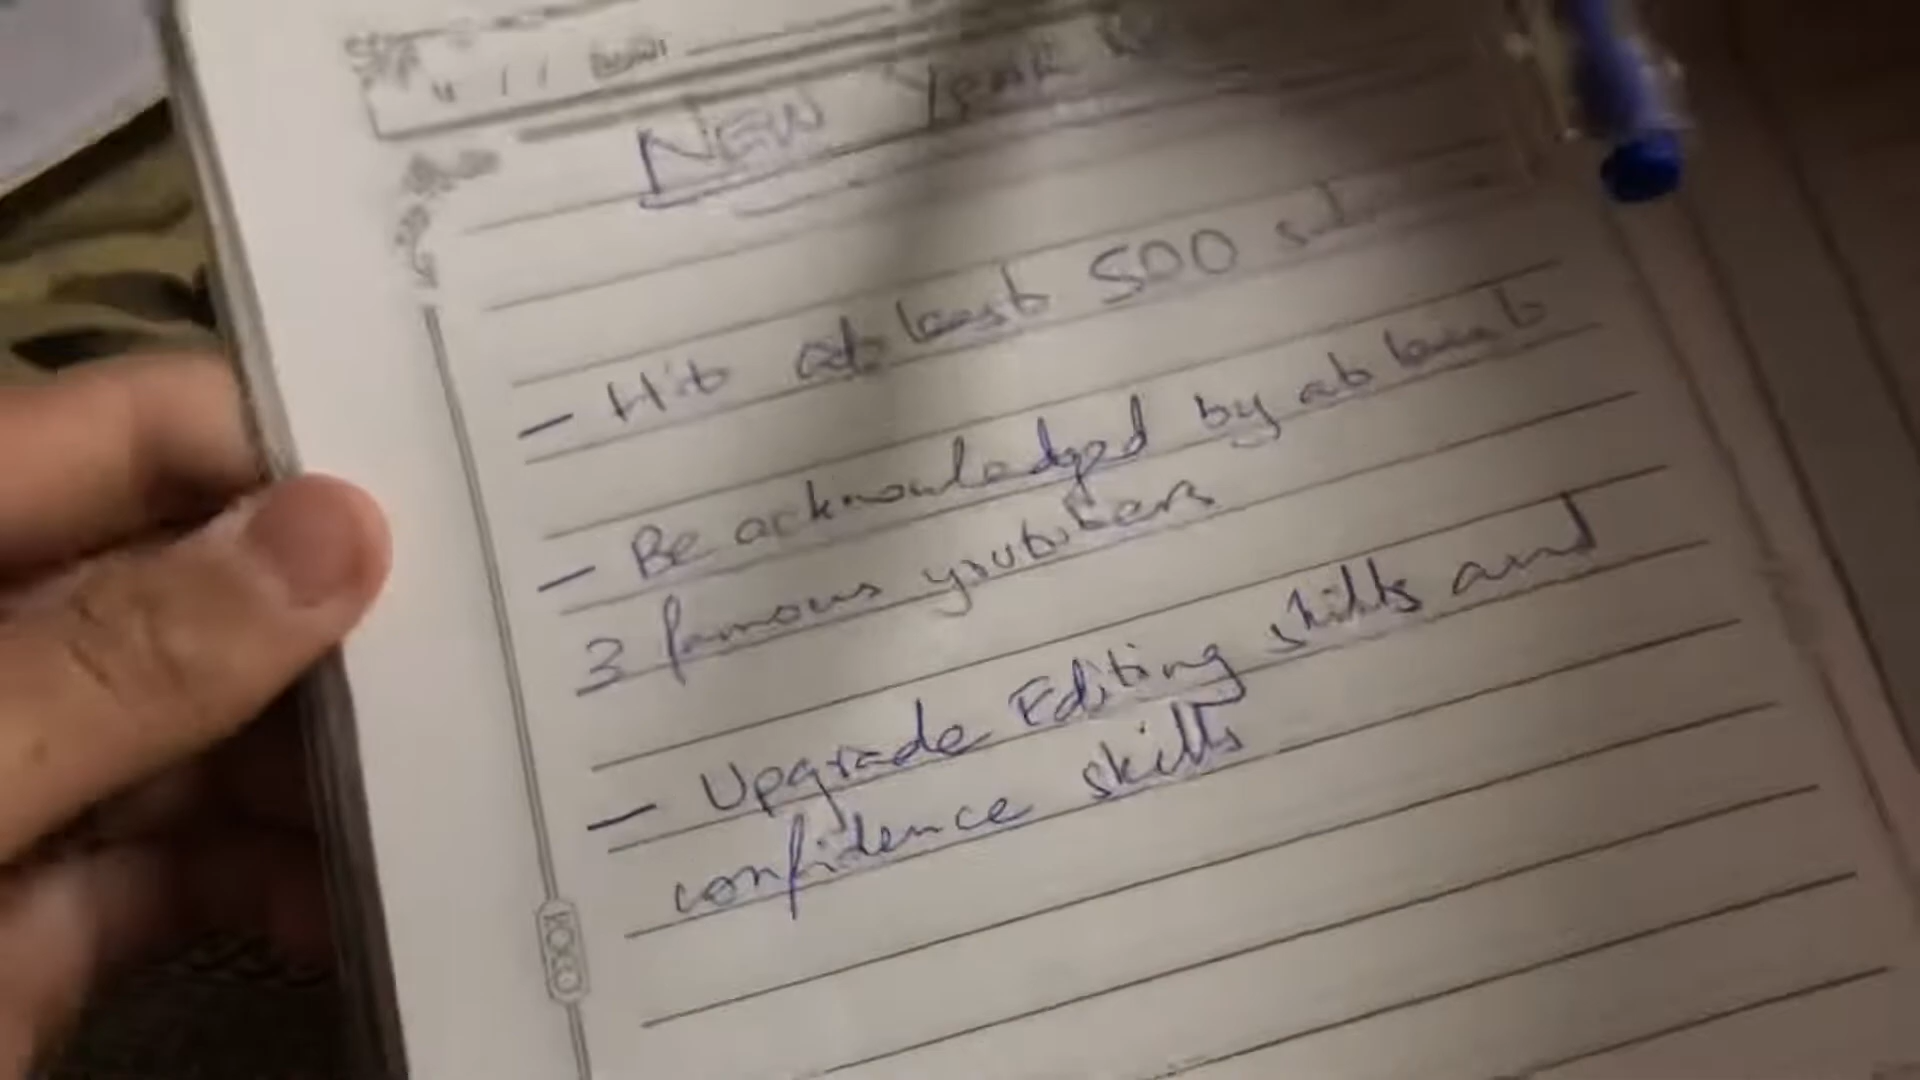 NEW YEAR
- Hit at least 500
- Be acknowledged by at least
3 famous youtubers
- Upgrade Editing skills and
confidence skills